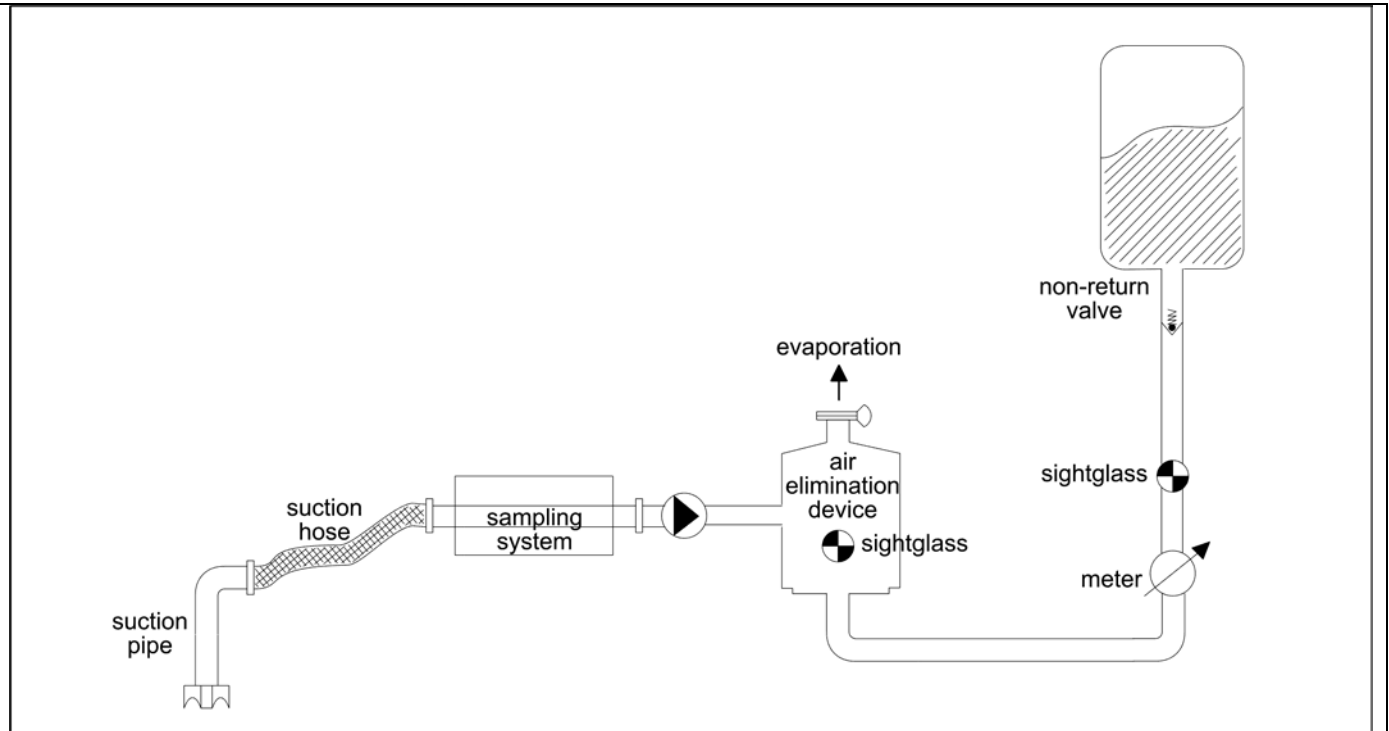 non-return
valve
evaporation
air
elimination
device
sightglass
sightglass
suction
hose
sampling
system
meter
suction
pipe